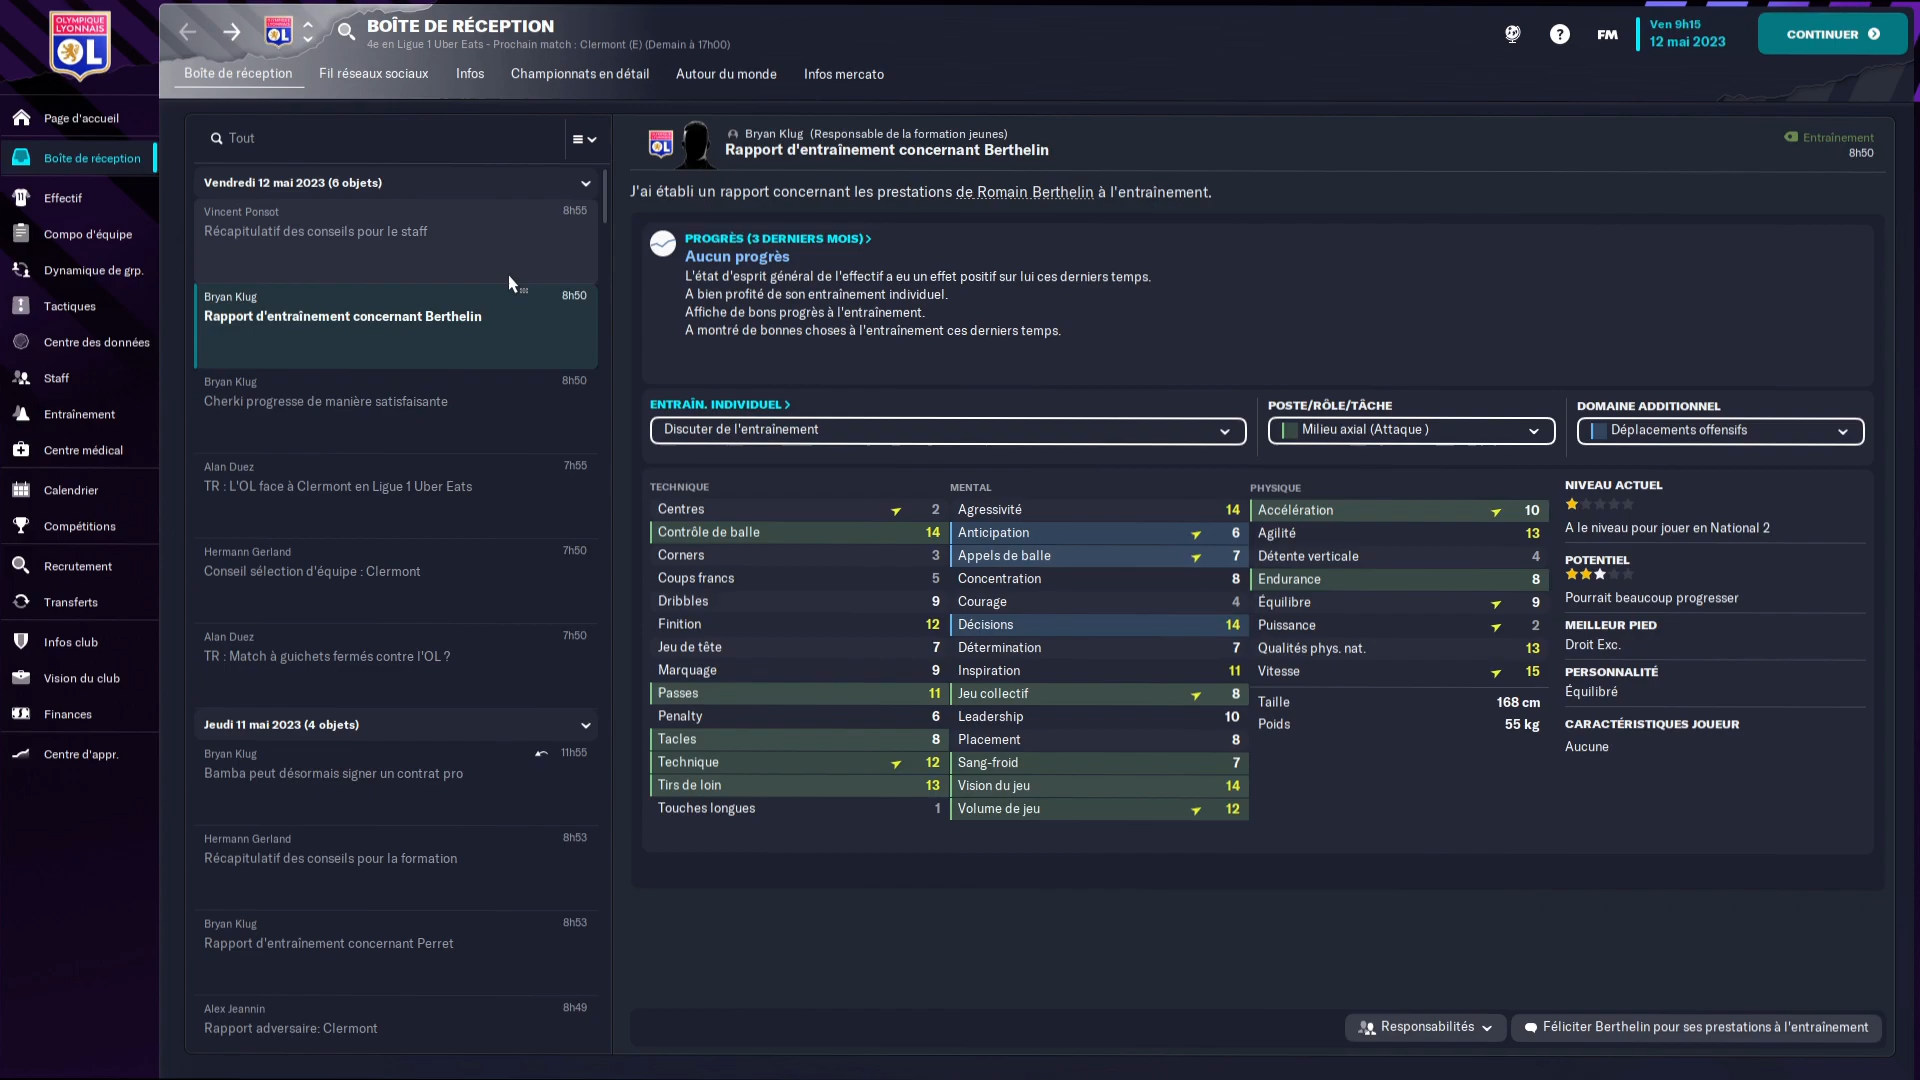 OLYMPIQUE
LYONNAIS
OL
BOÎTE DE RÉCEPTION
4e en Ligue 1 Uber Eats - Prochain match : Clermont (E) (Demain à 17h00)
FM
Ven 9h15
12 mai 2023
CONTINUER
Boîte de réception
Fil réseaux sociaux
Infos
Championnats en détail
Autour du monde
Infos mercato
Page d'accueil
Boîte de réception
Effectif
Compo d'équipe
Dynamique de grp.
Tactiques
Centre des données
Staff
Entraînement
Centre médical
Calendrier
Compétitions
Recrutement
Transferts
Infos club
Vision du club
Finances
Centre d'appr.
Tout
Vendredi 12 mai 2023 (6 objets)
Vincent Ponsot 8h55
Récapitulatif des conseils pour le staff
Bryan Klug 8h50
Rapport d'entraînement concernant Berthelin
Bryan Klug 8h50
Cherki progresse de manière satisfaisante
Alan Duez 7h55
TR : L'OL face à Clermont en Ligue 1 Uber Eats
Hermann Gerland 7h50
Conseil sélection d'équipe : Clermont
Alan Duez 7h50
TR : Match à guichets fermés contre l'OL ?
Jeudi 11 mai 2023 (4 objets)
Bryan Klug 11h55
Bamba peut désormais signer un contrat pro
Hermann Gerland 8h53
Récapitulatif des conseils pour la formation
Bryan Klug 8h53
Rapport d'entraînement concernant Perret
Alex Jeannin 8h49
Rapport adversaire: Clermont
Bryan Klug (Responsable de la formation jeunes)
Rapport d'entraînement concernant Berthelin
Entraînement
8h50
J'ai établi un rapport concernant les prestations de Romain Berthelin à l'entraînement.
PROGRÈS (3 DERNIERS MOIS) >
Aucun progrès
L'état d'esprit général de l'effectif a eu un effet positif sur lui ces derniers temps.
A bien profité de son entraînement individuel.
Affiche de bons progrès à l'entraînement.
A montré de bonnes choses à l'entraînement ces derniers temps.
ENTRAÎN. INDIVIDUEL >
Discuter de l'entraînement
POSTE/RÔLE/TÂCHE
Milieu axial (Attaque )
DOMAINE ADDITIONNEL
Déplacements offensifs
TECHNIQUE
Centres 2
Contrôle de balle 14
Corners 3
Coups francs 5
Dribbles 9
Finition 12
Jeu de tête 7
Marquage 9
Passes 11
Penalty 6
Tacles 8
Technique 12
Tirs de loin 13
Touches longues 1
MENTAL
Agressivité 14
Anticipation 6
Appels de balle 7
Concentration 8
Courage 4
Décisions 14
Détermination 7
Inspiration 11
Jeu collectif 8
Leadership 10
Placement 8
Sang-froid 7
Vision du jeu 14
Volume de jeu 12
PHYSIQUE
Accélération 10
Agilité 13
Détente verticale 4
Endurance 8
Équilibre 9
Puissance 2
Qualités phys. nat. 13
Vitesse 15
Taille 168 cm
Poids 55 kg
NIVEAU ACTUEL
A le niveau pour jouer en National 2
POTENTIEL
Pourrait beaucoup progresser
MEILLEUR PIED
Droit Exc.
PERSONNALITÉ
Équilibré
CARACTÉRISTIQUES JOUEUR
Aucune
Responsabilités
Féliciter Berthelin pour ses prestations à l'entraînement